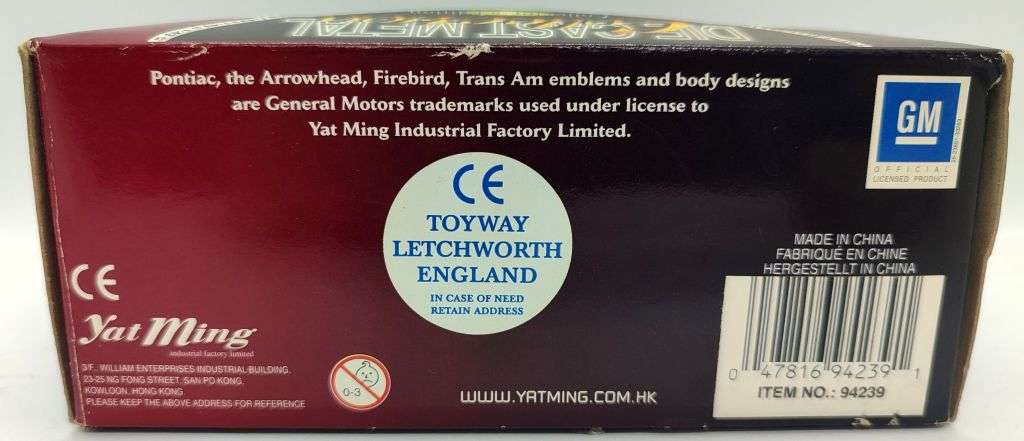 DIE CAST METAL
Pontiac, the Arrowhead, Firebird, Trans Am emblems and body designs
are General Motors trademarks used under license to
Yat Ming Industrial Factory Limited.
GM
OFFICIAL
LICENSED PRODUCT
CE
TOYWAY
LETCHWORTH
ENGLAND
IN CASE OF NEED
RETAIN ADDRESS
MADE IN CHINA
FABRIQUÉ EN CHINE
HERGESTELLT IN CHINA
0 47816 94239 1
ITEM NO.: 94239
CE
Yat Ming
industrial factory limited
3/F., WILLIAM ENTERPRISES INDUSTRIAL BUILDING,
23-25 NG FONG STREET, SAN PO KONG,
KOWLOON, HONG KONG
PLEASE KEEP THE ABOVE ADDRESS FOR REFERENCE
0-3
WWW.YATMING.COM.HK